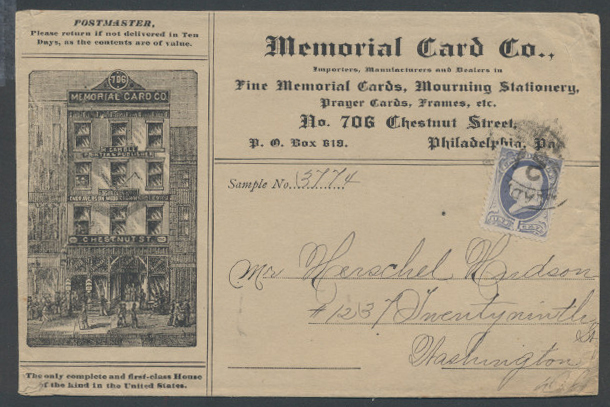 POSTMASTER,
Please return if not delivered in Ten
Days, as the contents are of value.
706
MEMORIAL CARD CO.
CHESTNUT ST.
The only complete and first-class House
of the kind in the United States.
Memorial Card Co.,
Importers, Manufacturers and Dealers in
Fine Memorial Cards, Mourning Stationery,
Prayer Cards, Frames, etc.
No. 706 Chestnut Street,
P. O. Box 618. Philadelphia, Pa.
Sample No. 3774
Mr Herschel Hudson
# 1237 Twentyninth
St
Washington